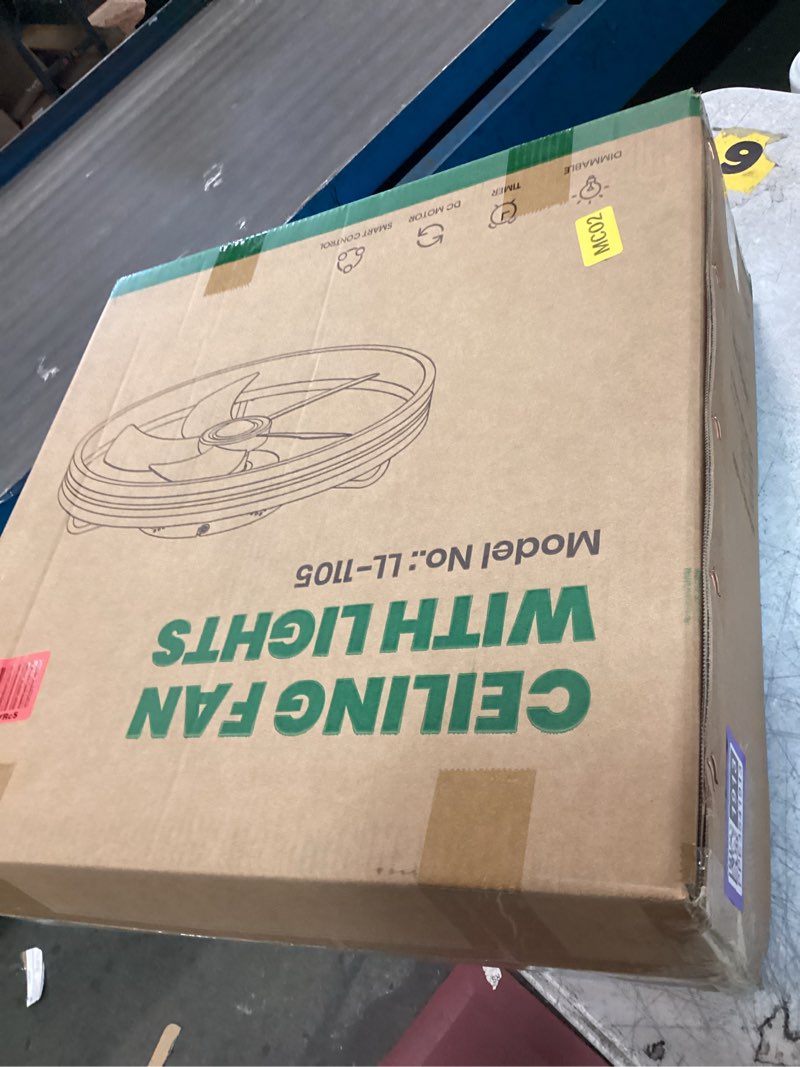 CEILING FAN
WITH LIGHTS
Model No.: LL-1105
DIMMABLE
TIMER
DC MOTOR
SMART CONTROL
MC02
9